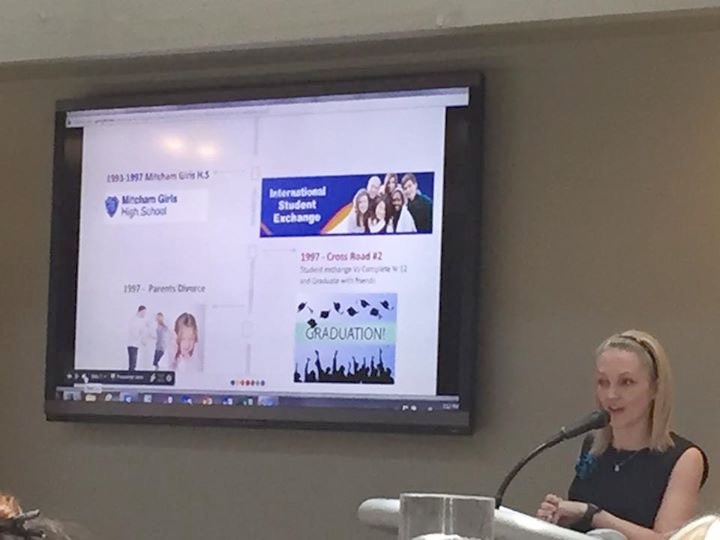 1993-1997 Mitcham Girls H.S
Mitcham Girls
High School
International
Student
Exchange
1997 - Cross Road #2
Student exchange Vs Complete Yr 12
and Graduate with friends
1997 - Parents Divorce
GRADUATION!